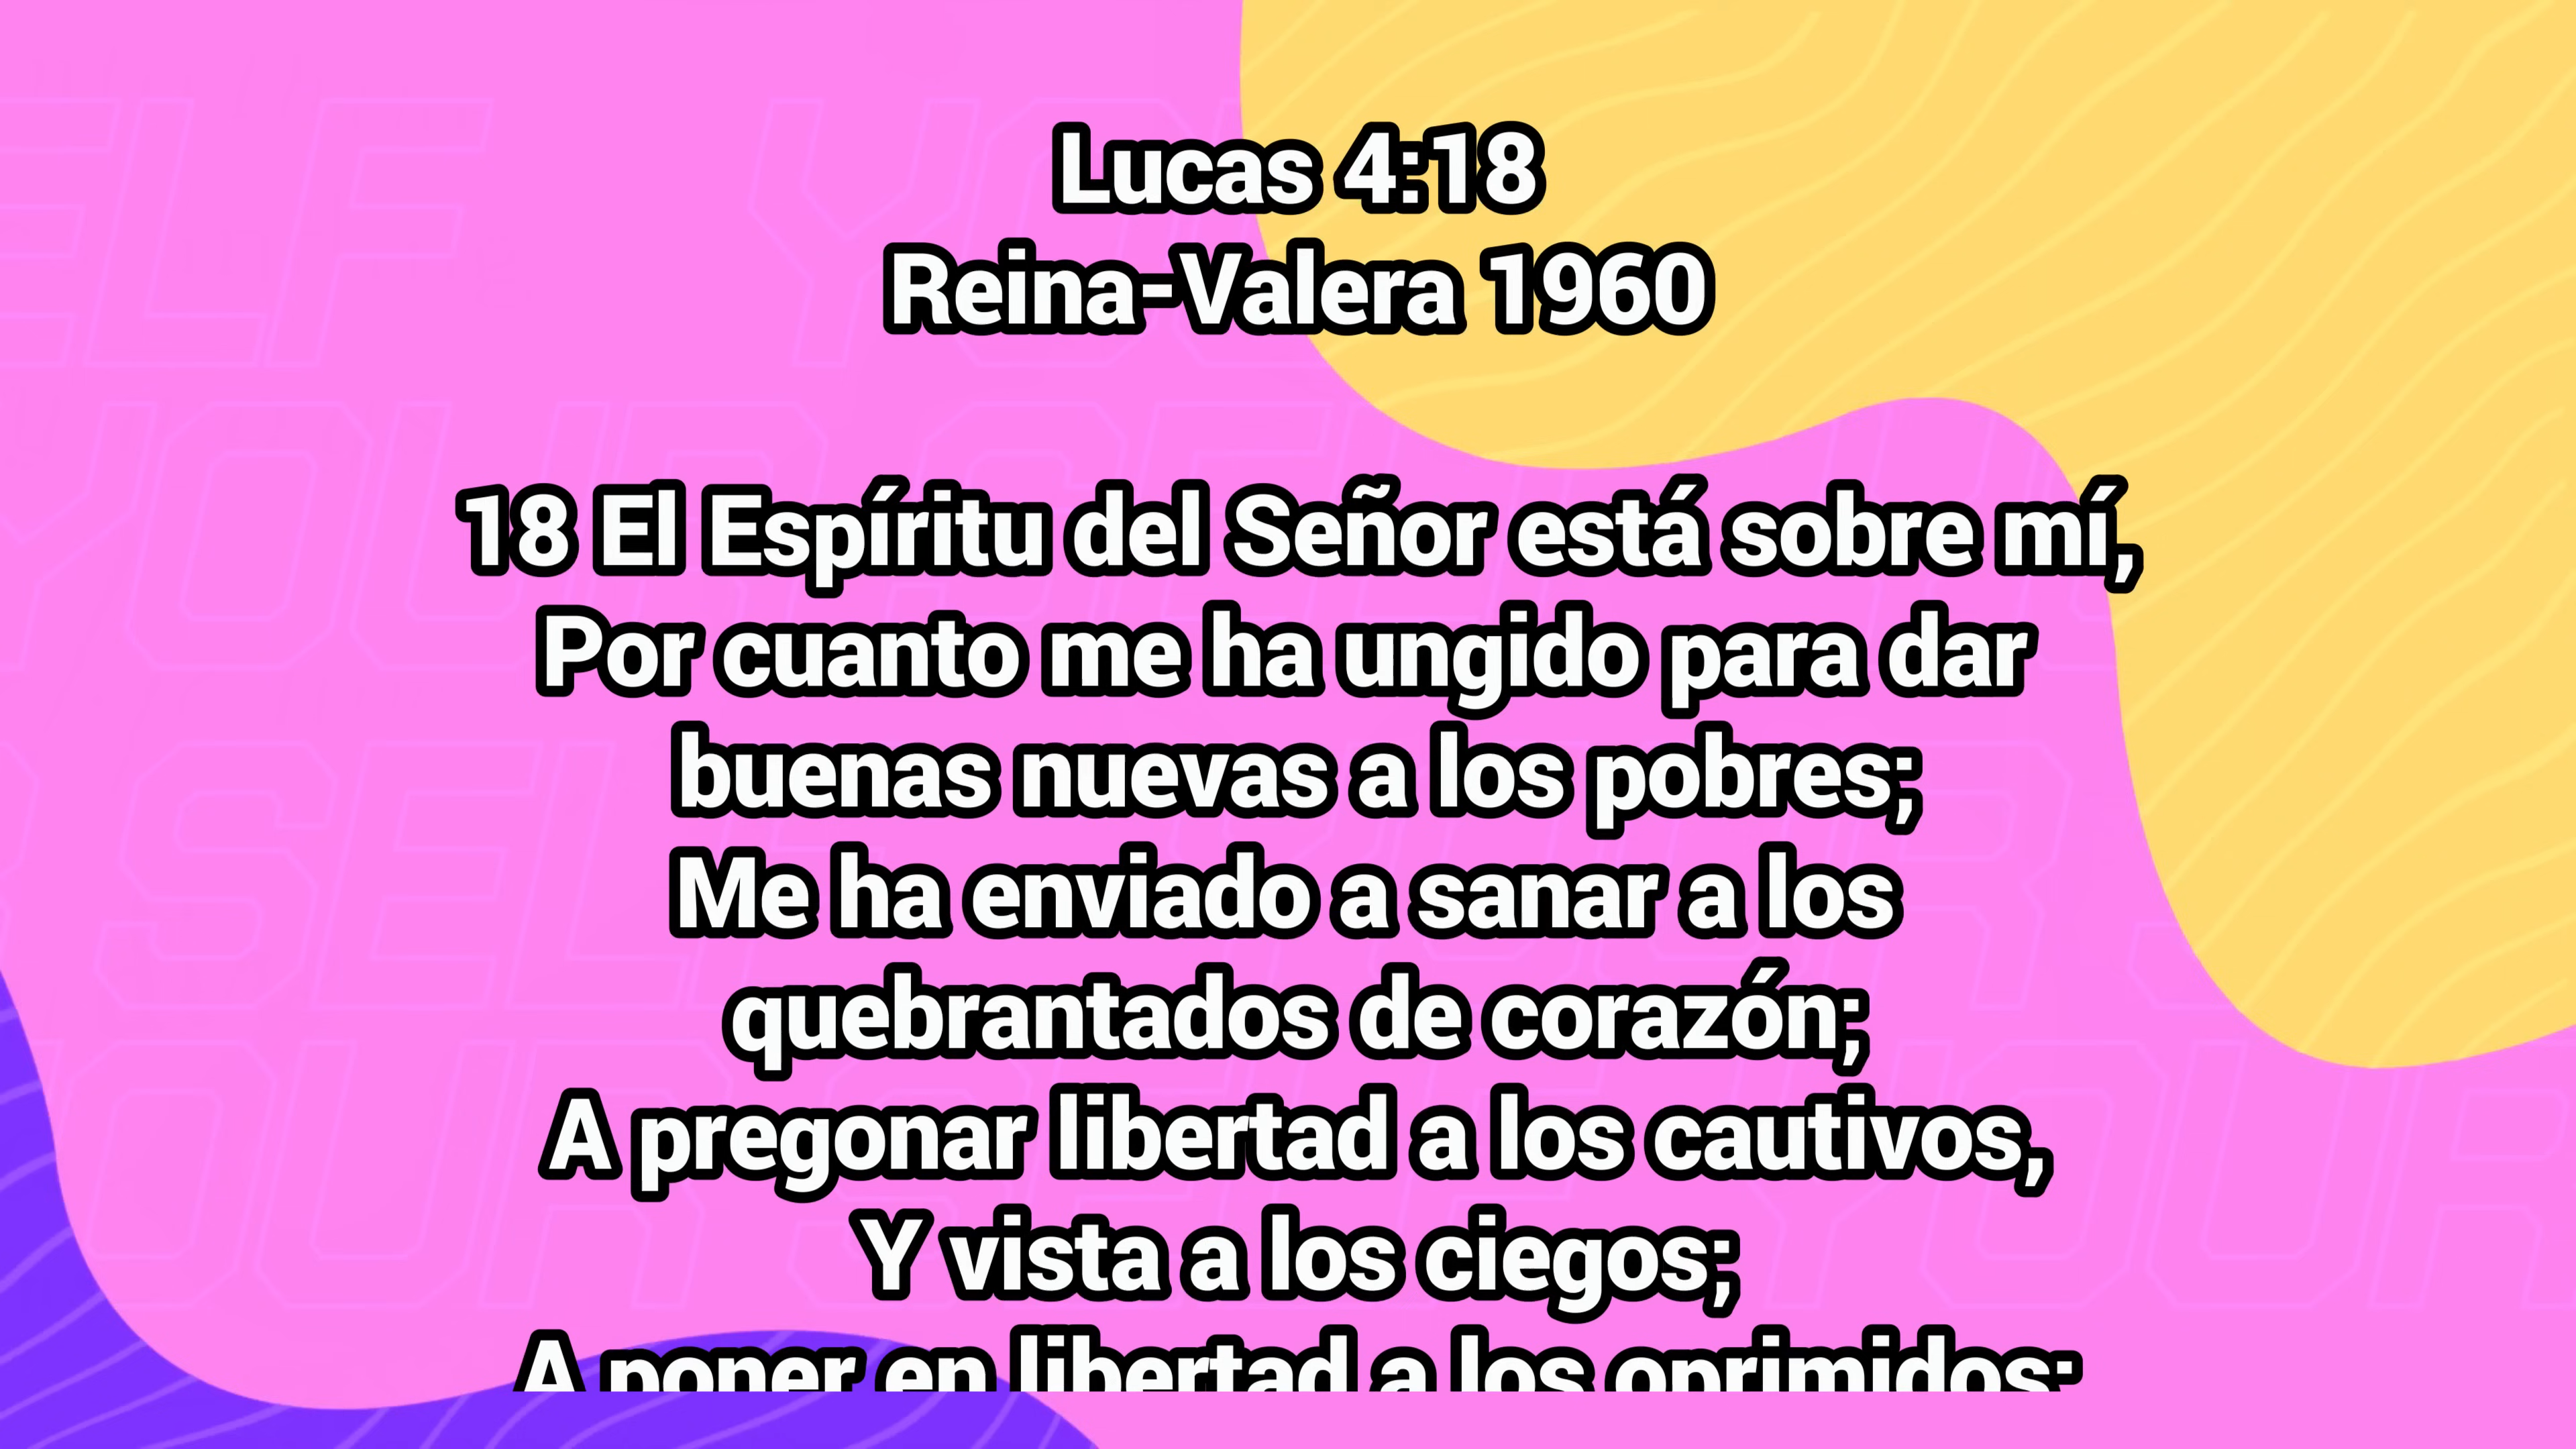 Lucas 4:18
Reina-Valera 1960
18 El Espíritu del Señor está sobre mí,
Por cuanto me ha ungido para dar
buenas nuevas a los pobres;
Me ha enviado a sanar a los
quebrantados de corazón;
A pregonar libertad a los cautivos,
Y vista a los ciegos;
A poner en libertad a los oprimidos;